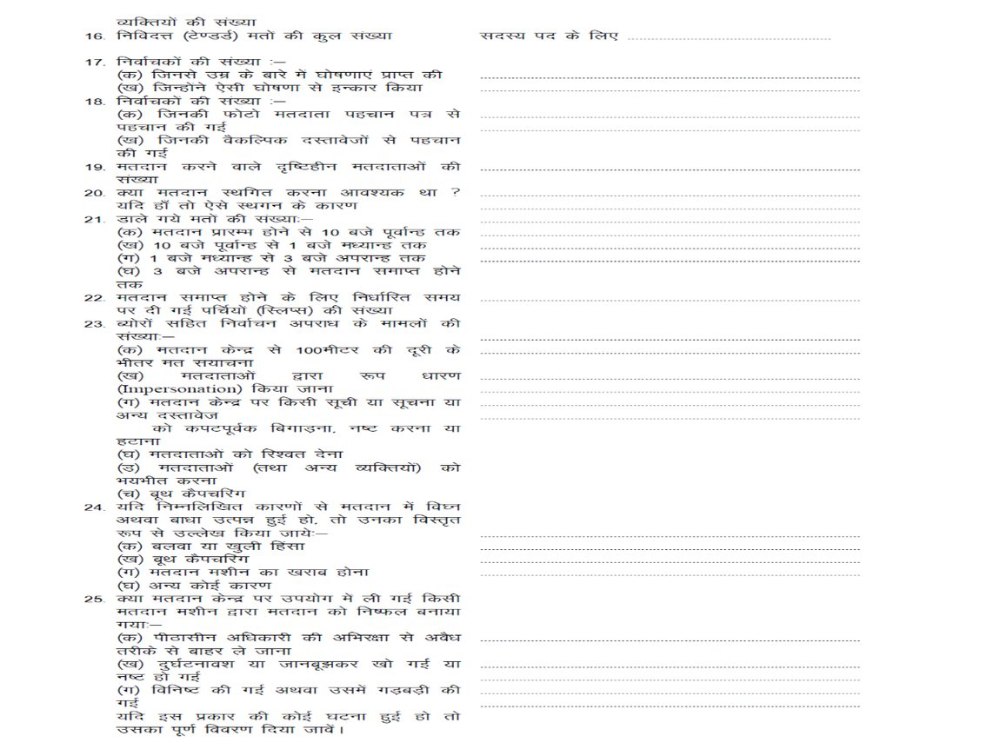 व्यक्तियों की संख्या
16. निविदत्त (टेण्डर्ड) मतों की कुल संख्या सदस्य पद के लिए ................................................
17. निर्वाचकों की संख्या :–
(क) जिनसे उम्र के बारे में घोषणाएं प्राप्त की
(ख) जिन्होंने ऐसी घोषणा से इन्कार किया
18. निर्वाचकों की संख्या :–
(क) जिनकी फोटो मतदाता पहचान पत्र से
पहचान की गई
(ख) जिनकी वैकल्पिक दस्तावेजों से पहचान
की गई
19. मतदान करने वाले दृष्टिहीन मतदाताओं की
संख्या
20. क्या मतदान स्थगित करना आवश्यक था ?
यदि हॉं तो ऐसे स्थगन के कारण
21. डाले गये मतों की संख्याः–
(क) मतदान प्रारम्भ होने से 10 बजे पूर्वान्ह तक
(ख) 10 बजे पूर्वान्ह से 1 बजे मध्यान्ह तक
(ग) 1 बजे मध्यान्ह से 3 बजे अपरान्ह तक
(घ) 3 बजे अपरान्ह से मतदान समाप्त होने
तक
22. मतदान समाप्त होने के लिए निर्धारित समय
पर दी गई पर्चियों (स्लिप्स) की संख्या
23. ब्योरों सहित निर्वाचन अपराध के मामलों की
संख्याः–
(क) मतदान केन्द्र से 100मीटर की दूरी के
भीतर मत सयाचना
(ख) मतदाताओं द्वारा रूप धारण
(Impersonation) किया जाना
(ग) मतदान केन्द्र पर किसी सूची या सूचना या
अन्य दस्तावेज
को कपटपूर्वक बिगाड़ना, नष्ट करना या
हटाना
(घ) मतदाताओं को रिश्वत देना
(ड) मतदाताओं (तथा अन्य व्यक्तियों) को
भयभीत करना
(च) बूथ कैपचरिंग
24. यदि निम्नलिखित कारणों से मतदान में विघ्न
अथवा बाधा उत्पन्न हुई हो, तो उनका विस्तृत
रूप से उल्लेख किया जायेः–
(क) बलवा या खुली हिंसा
(ख) बूथ कैपचरिंग
(ग) मतदान मशीन का खराब होना
(घ) अन्य कोई कारण
25. क्या मतदान केन्द्र पर उपयोग में ली गई किसी
मतदान मशीन द्वारा मतदान को निष्फल बनाया
गयाः–
(क) पीठासीन अधिकारी की अभिरक्षा से अवैध
तरीके से बाहर ले जाना
(ख) दुर्घटनावश या जानबूझकर खो गई या
नष्ट हो गई
(ग) विनिष्ट की गई अथवा उसमें गड़बड़ी की
गई
यदि इस प्रकार की कोई घटना हुई हो तो
उसका पूर्ण विवरण दिया जावें।